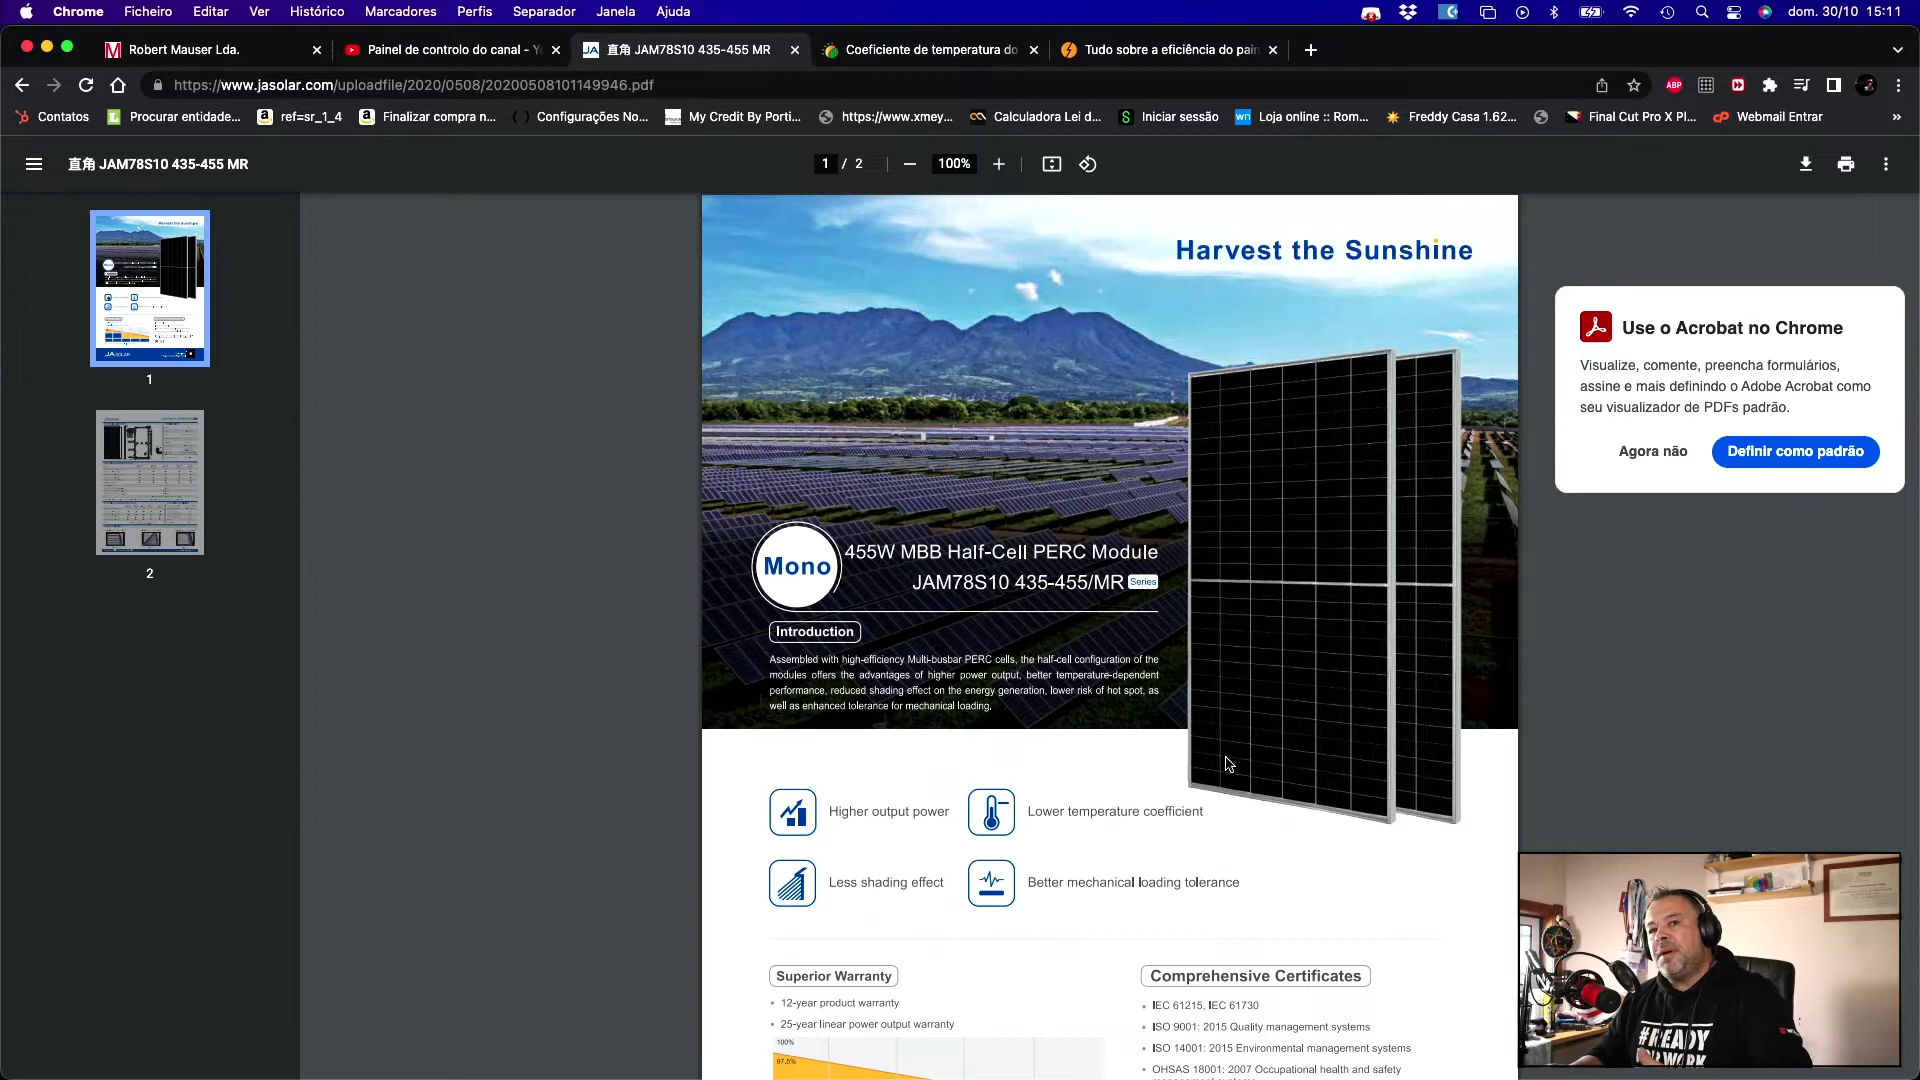 Chrome Ficheiro Editar Ver Histórico Marcadores Perfis Separador Janela Ajuda dom. 30/10 15:11
Robert Mauser Lda. Painel de controlo do canal - Yo 直角 JAM78S10 435-455 MR Coeficiente de temperatura do Tudo sobre a eficiência do pain
https://www.jasolar.com/uploadfile/2020/0508/20200508101149946.pdf
ABP
Contatos Procurar entidade... ref=sr_1_4 Finalizar compra n... Configurações No... My Credit By Porti... https://www.xmey... Calculadora Lei d... Iniciar sessão Loja online :: Rom... Freddy Casa 1.62... Final Cut Pro X Pl... Webmail Entrar »
直角 JAM78S10 435-455 MR 1 / 2 100%
1
2
Harvest the Sunshine
Mono
455W MBB Half-Cell PERC Module
JAM78S10 435-455/MR Series
Introduction
Assembled with high-efficiency Multi-busbar PERC cells, the half-cell configuration of the
modules offers the advantages of higher power output, better temperature-dependent
performance, reduced shading effect on the energy generation, lower risk of hot spot, as
well as enhanced tolerance for mechanical loading.
Higher output power Lower temperature coefficient
Less shading effect Better mechanical loading tolerance
Superior Warranty
• 12-year product warranty
• 25-year linear power output warranty
100%
97.5%
Comprehensive Certificates
• IEC 61215, IEC 61730
• ISO 9001: 2015 Quality management systems
• ISO 14001: 2015 Environmental management systems
• OHSAS 18001: 2007 Occupational health and safety
Use o Acrobat no Chrome
Visualize, comente, preencha formulários,
assine e mais definindo o Adobe Acrobat como
seu visualizador de PDFs padrão.
Agora não Definir como padrão